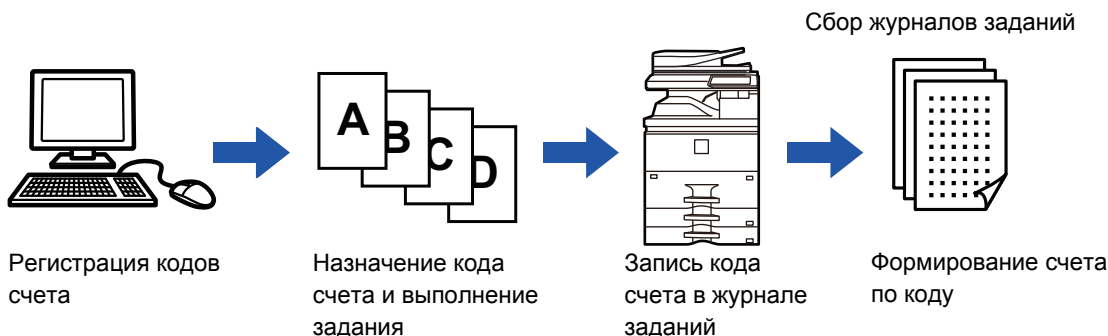 Сбор журналов заданий
A
B
C
D
Регистрация кодов
счета
Назначение кода
счета и выполнение
задания
Запись кода
счета в журнале
заданий
Формирование счета
по коду